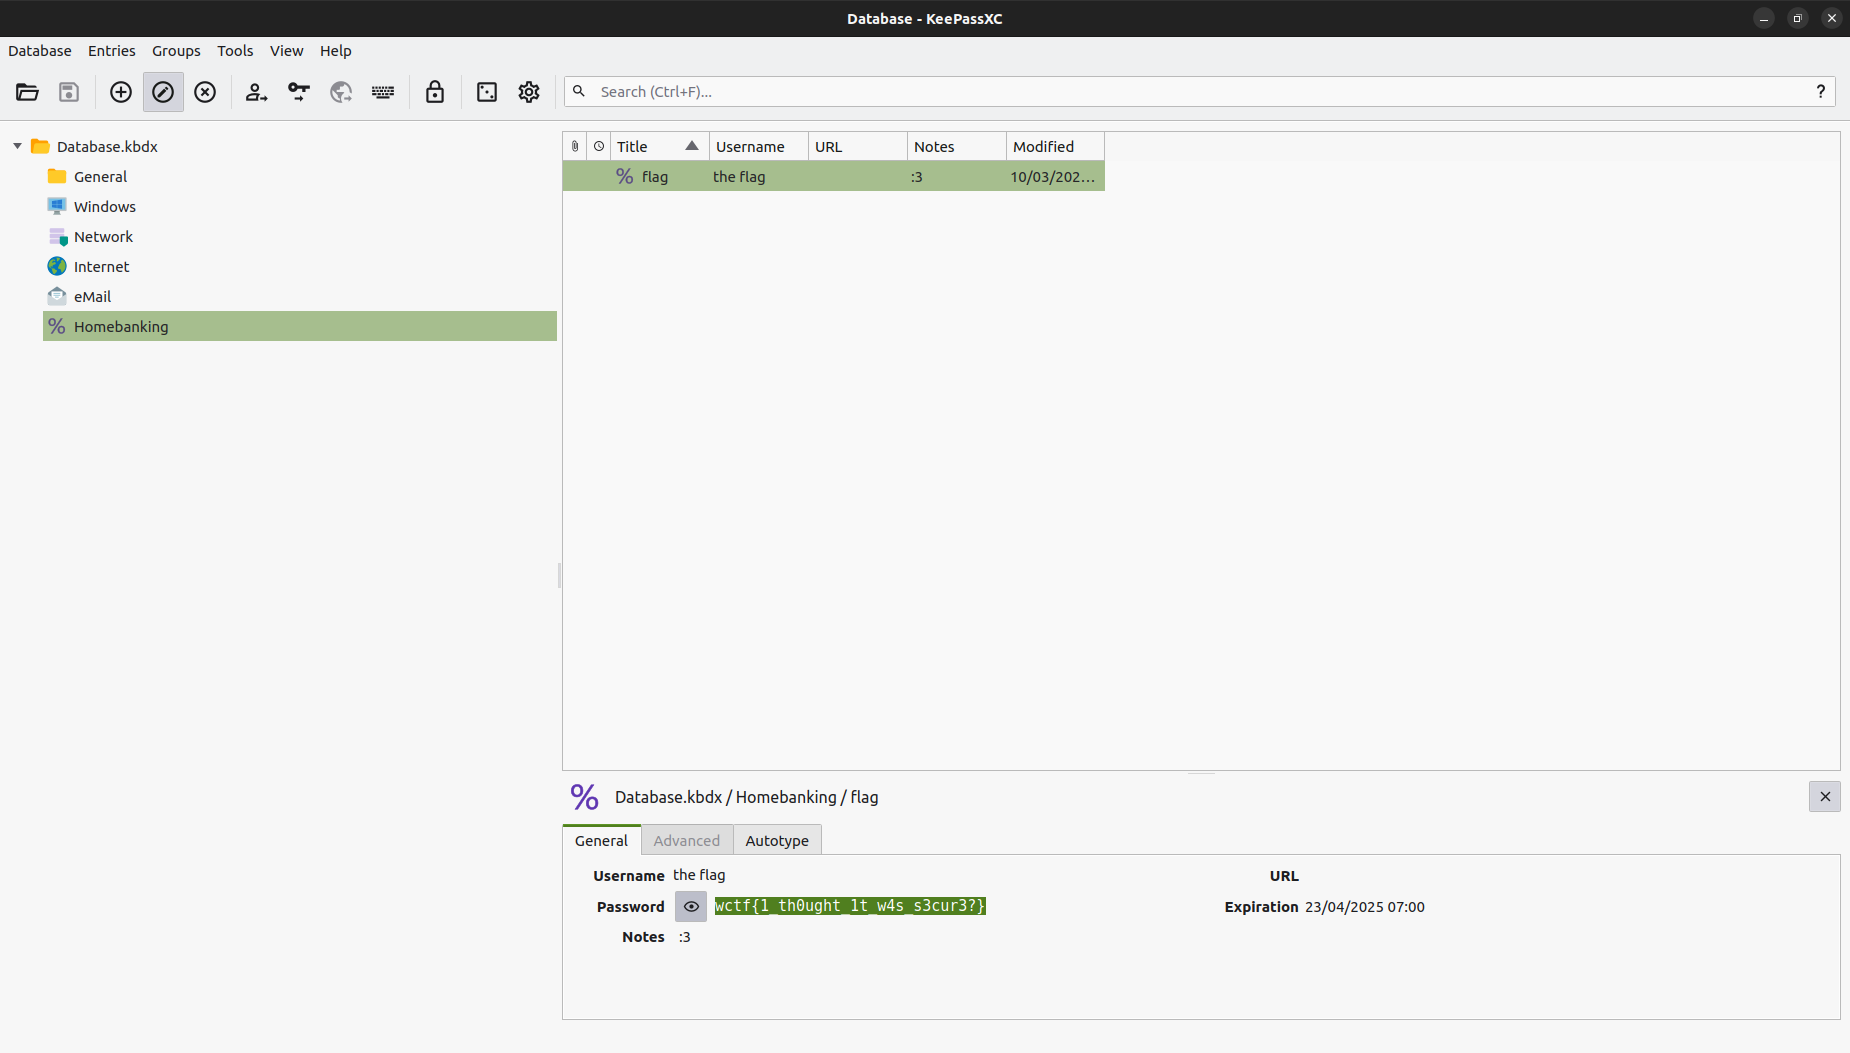 Database - KeePassXC
Database Entries Groups Tools View Help
Search (Ctrl+F)... ?
Database.kbdx
General
Windows
Network
Internet
eMail
Homebanking
Title Username URL Notes Modified
flag the flag :3 10/03/202...
Database.kbdx / Homebanking / flag
General Advanced Autotype
Username the flag URL
Password wctf{1_th0ught_1t_w4s_s3cur3?} Expiration 23/04/2025 07:00
Notes :3